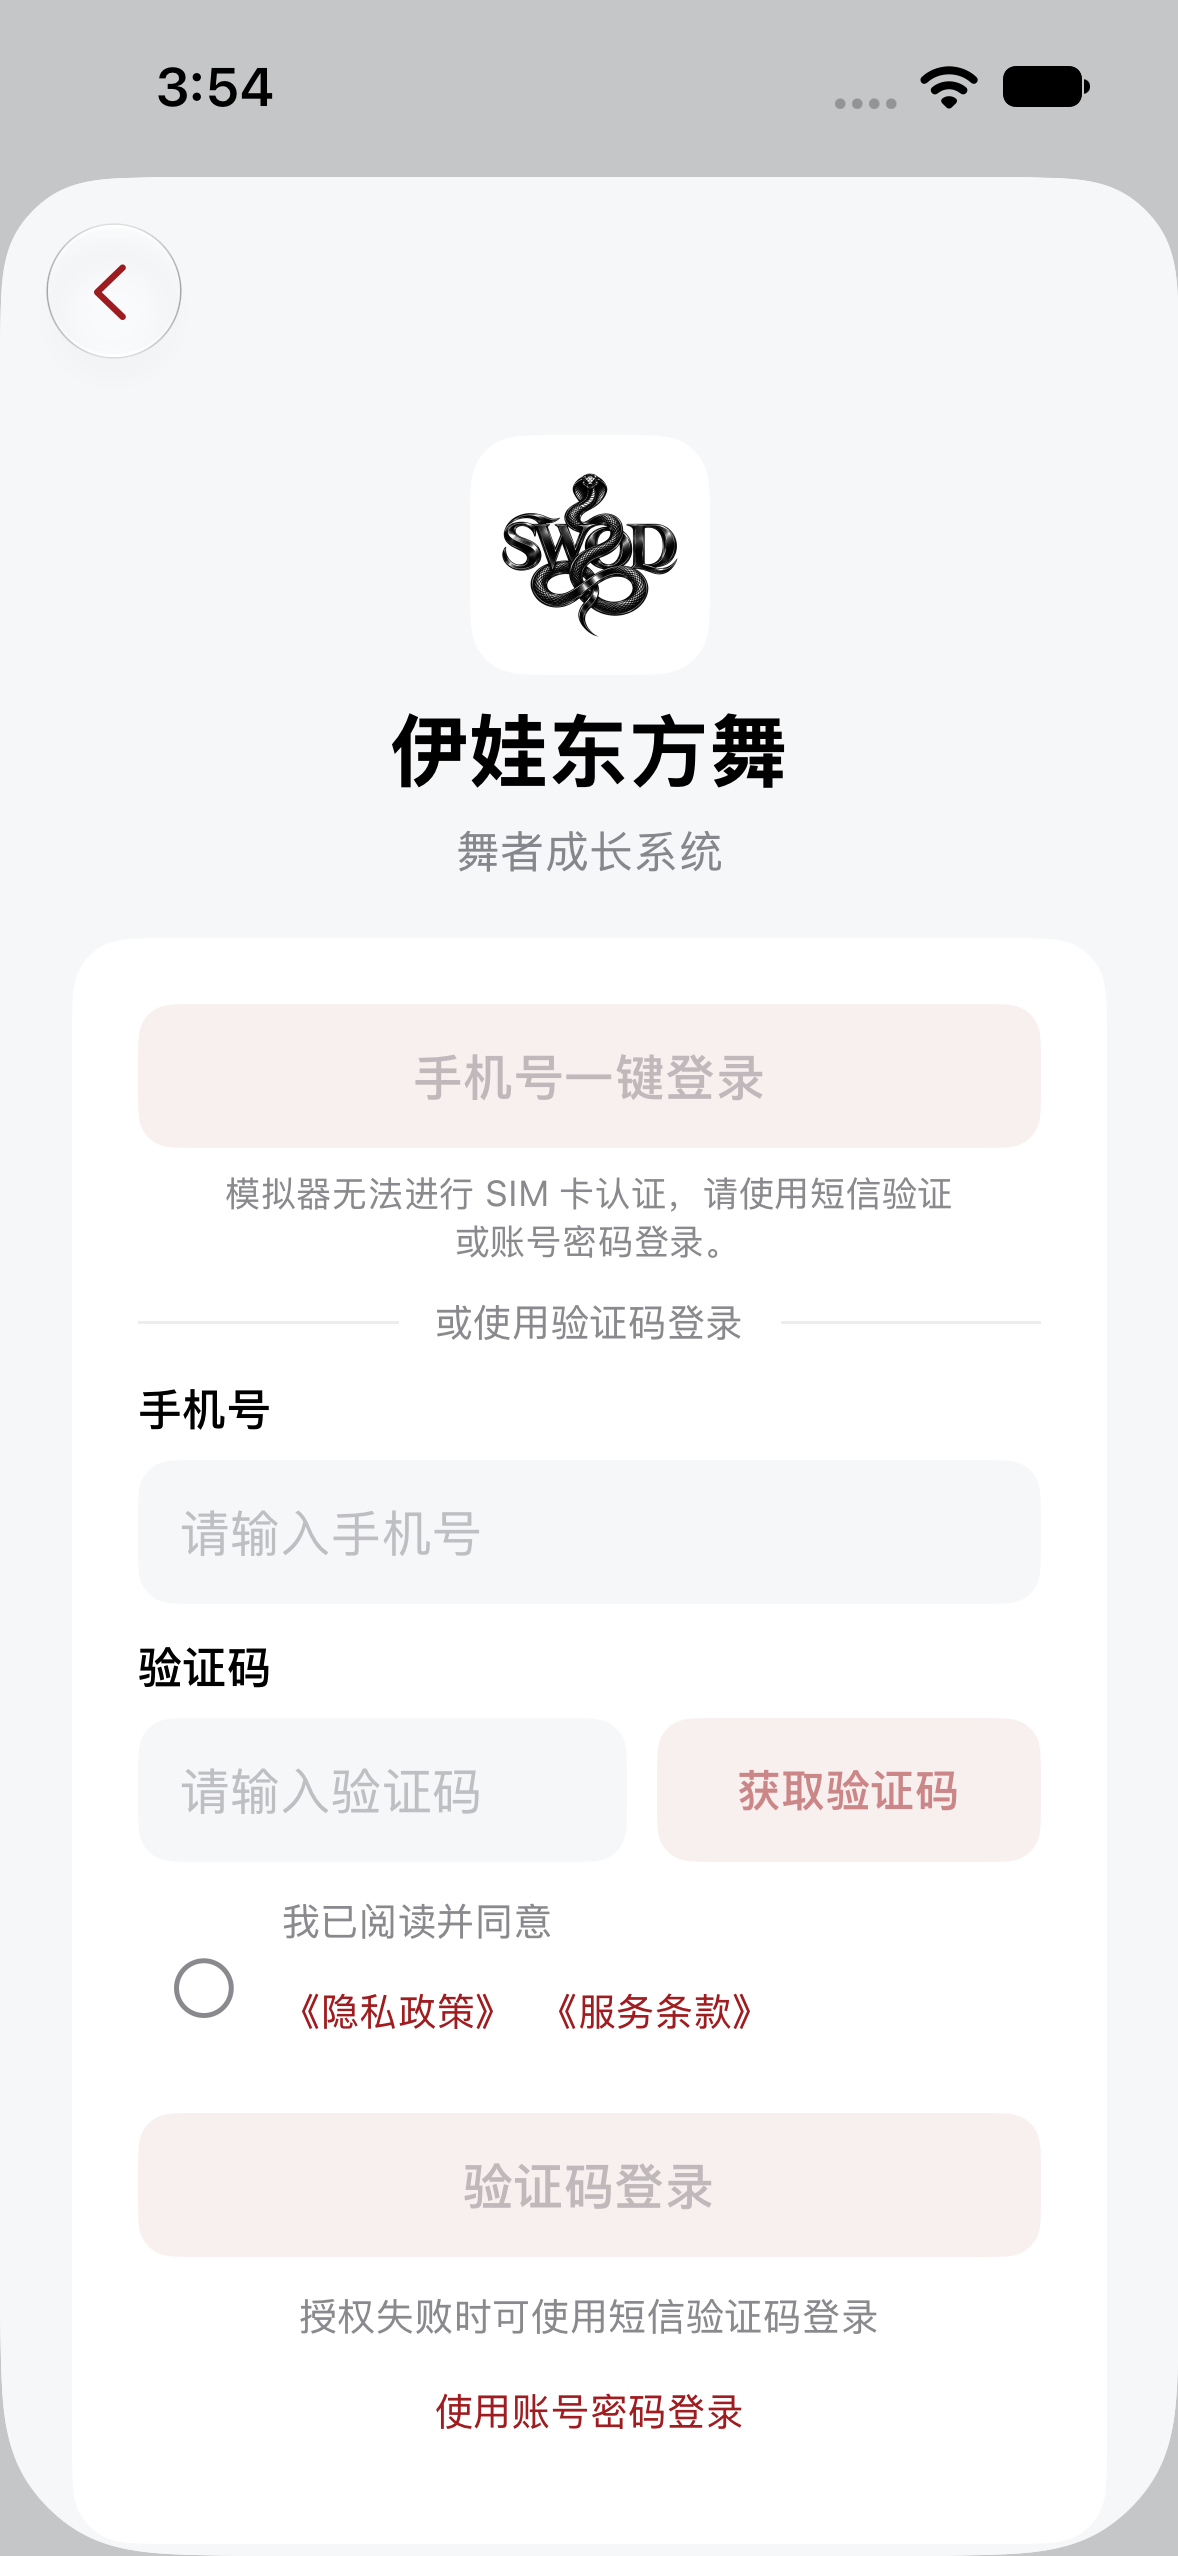 3:54
SWOD
伊娃东方舞
舞者成长系统
手机号一键登录
模拟器无法进行 SIM 卡认证，请使用短信验证
或账号密码登录。
或使用验证码登录
手机号
请输入手机号
验证码
请输入验证码
获取验证码
我已阅读并同意
《隐私政策》 《服务条款》
验证码登录
授权失败时可使用短信验证码登录
使用账号密码登录